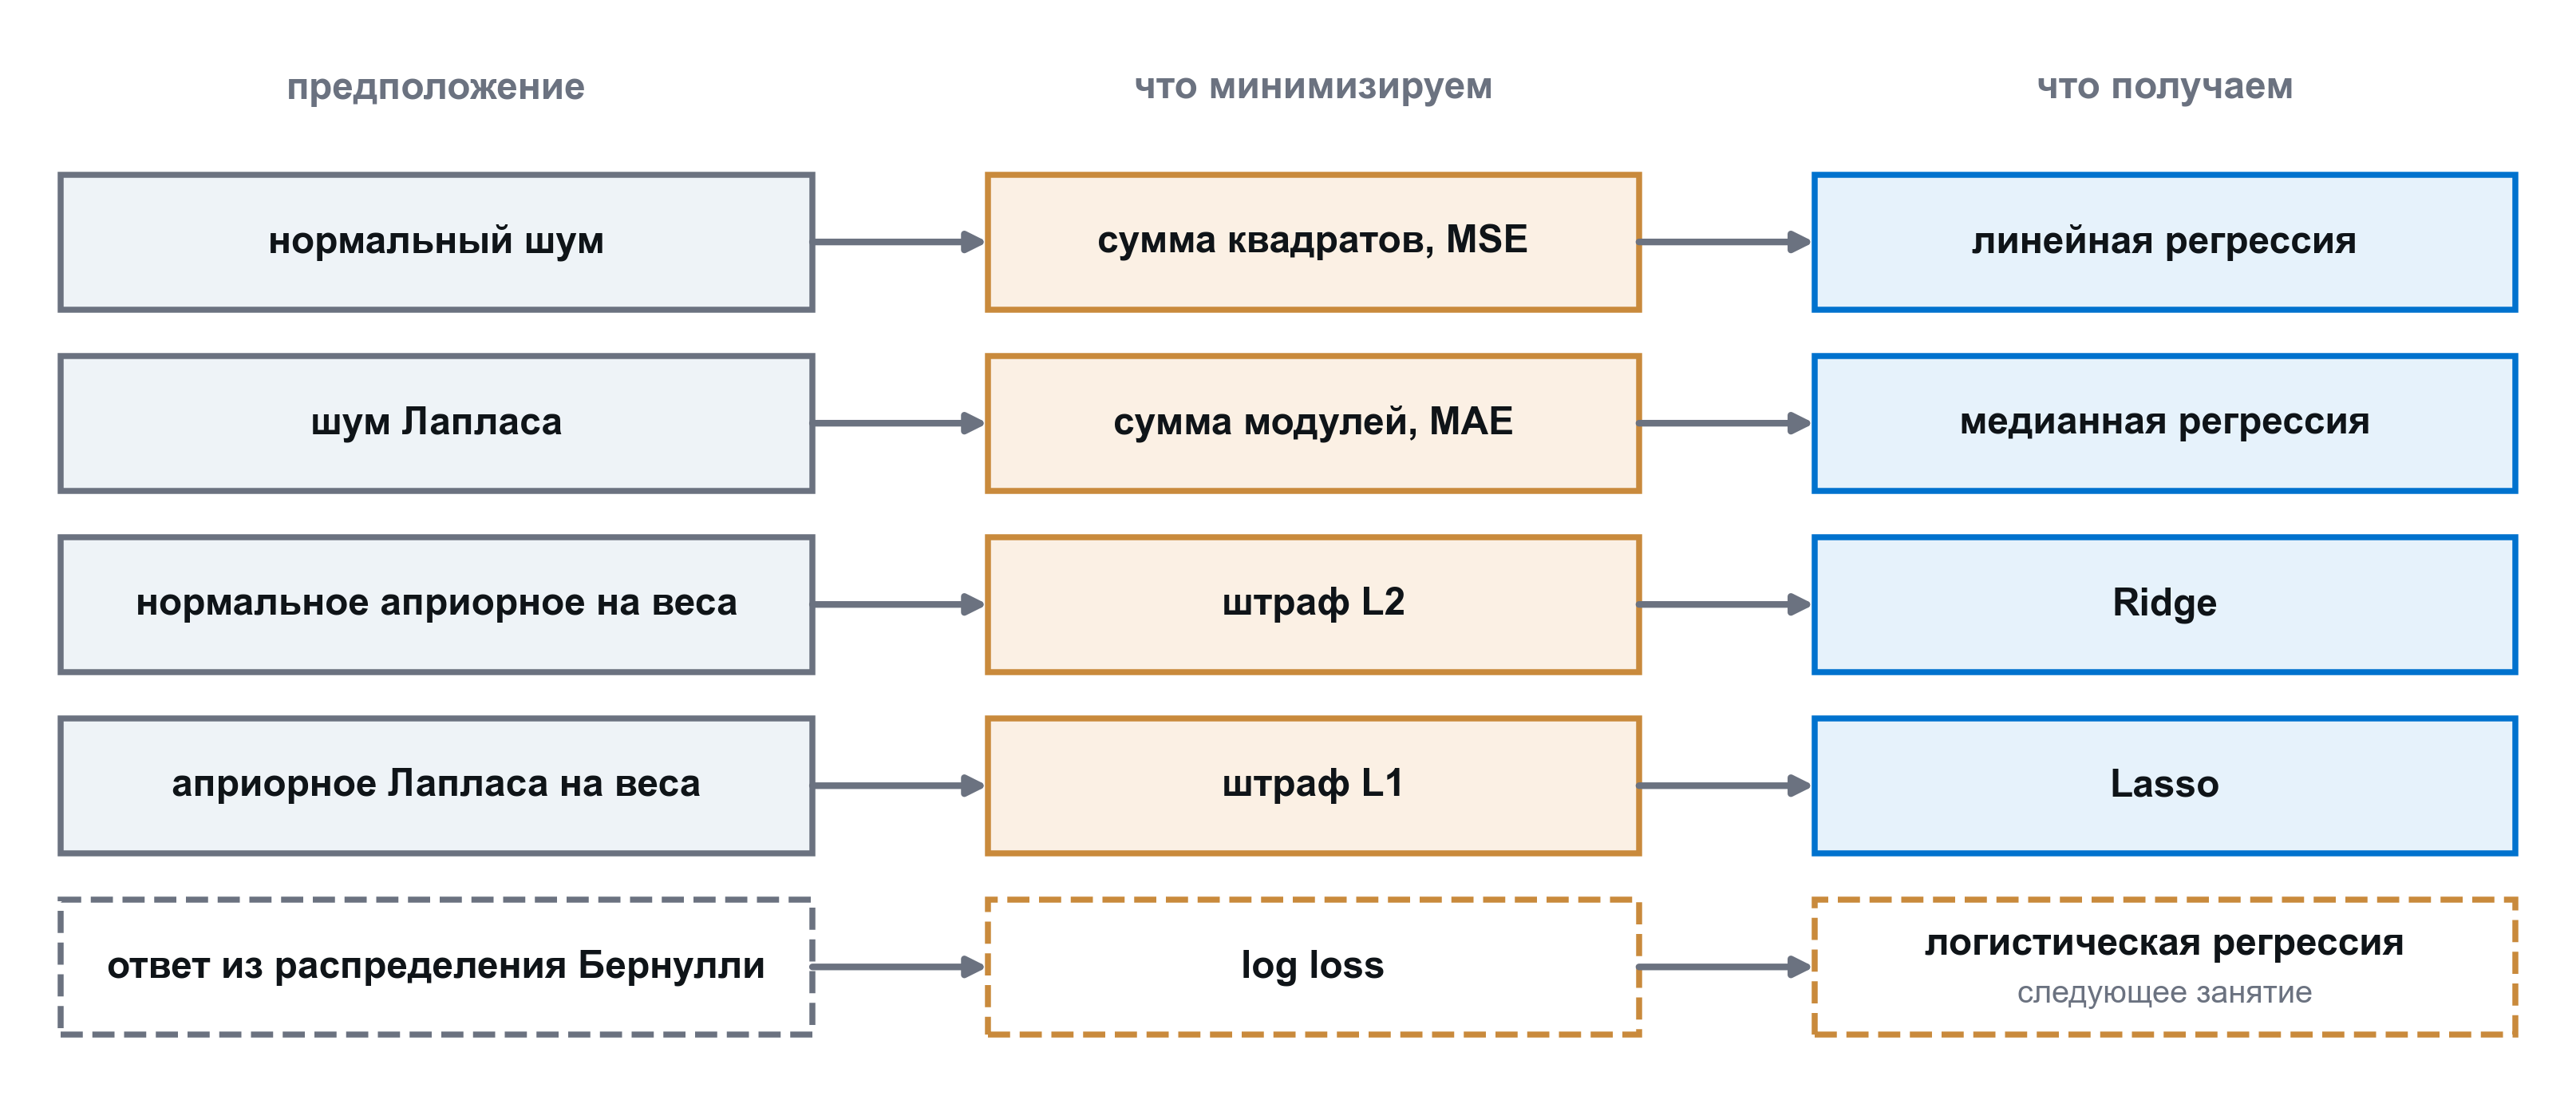 предположение
что минимизируем
что получаем
нормальный шум
сумма квадратов, MSE
линейная регрессия
шум Лапласа
сумма модулей, MAE
медианная регрессия
нормальное априорное на веса
штраф L2
Ridge
априорное Лапласа на веса
штраф L1
Lasso
ответ из распределения Бернулли
log loss
логистическая регрессия
следующее занятие